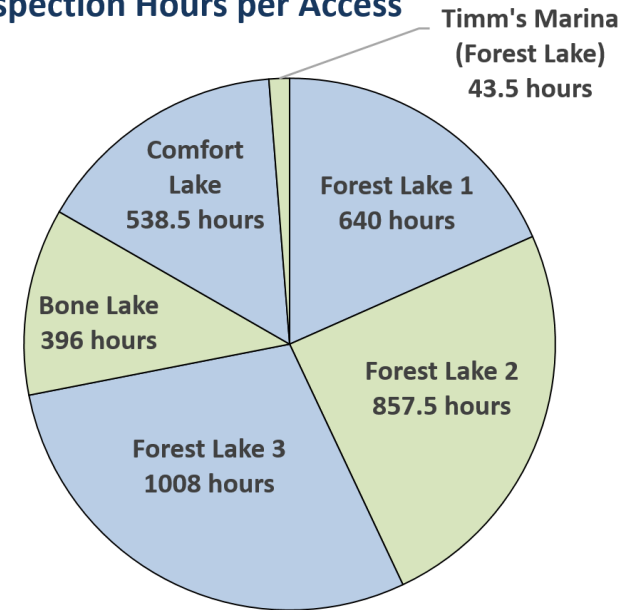 Hours per Access
Timm's Marina
(Forest Lake)
43.5 hours
Forest Lake 1
640 hours
Forest Lake 2
857.5 hours
Forest Lake 3
1008 hours
Bone Lake
396 hours
Comfort
Lake
538.5 hours